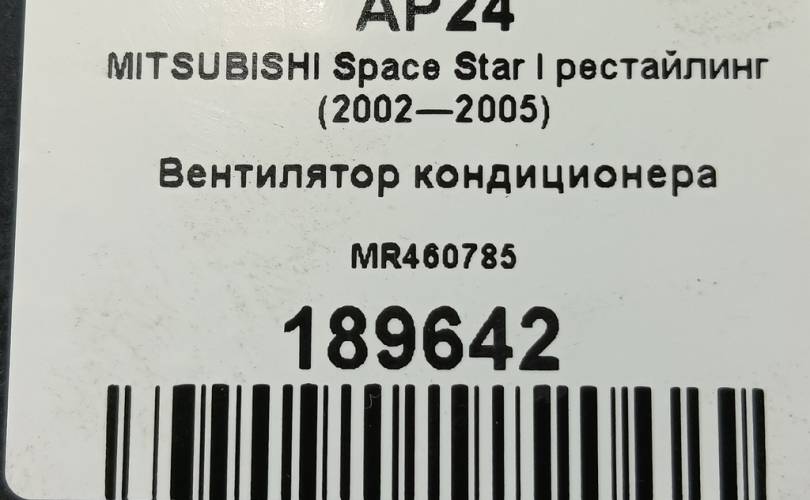 AP24
MITSUBISHI Space Star I рестайлинг
(2002—2005)
Вентилятор кондиционера
MR460785
189642